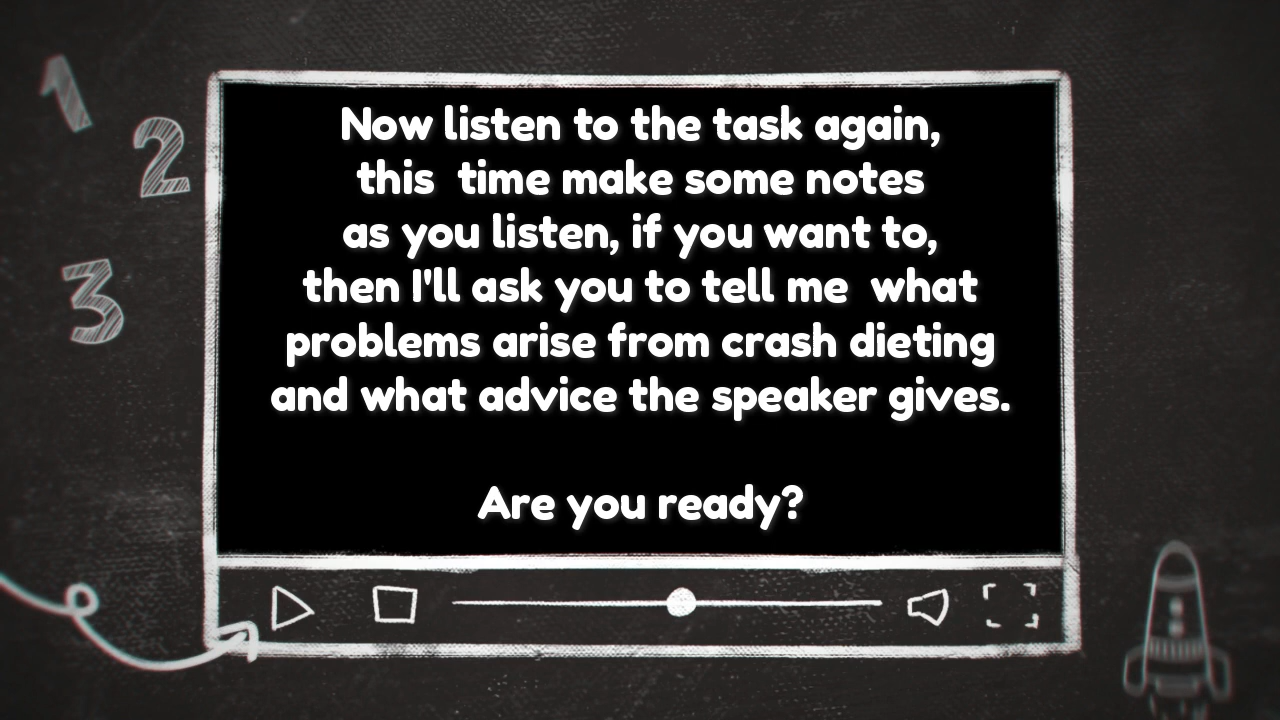 1
2
3
Now listen to the task again,
this  time make some notes
as you listen, if you want to,
then I'll ask you to tell me  what
problems arise from crash dieting
and what advice the speaker gives.
Are you ready?